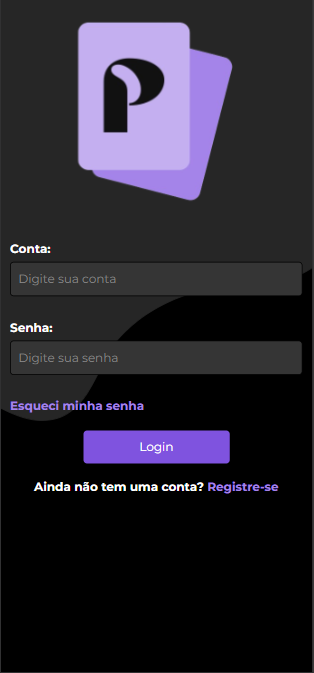 P
Conta:
Digite sua conta
Senha:
Digite sua senha
Esqueci minha senha
Login
Ainda não tem uma conta? Registre-se